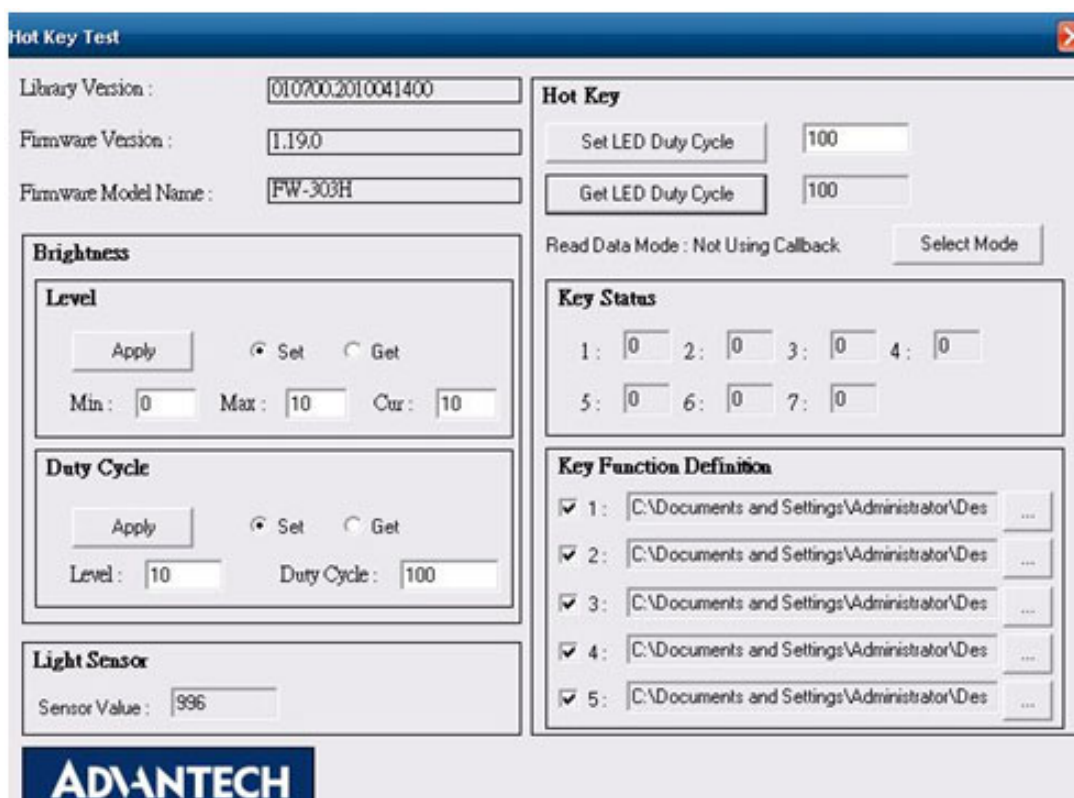 Hot Key Test
Library Version : 010700.2010041400
Firmware Version : 1.19.0
Firmware Model Name : FW-303H
Brightness
Level
Apply Set Get
Min : 0 Max : 10 Cur : 10
Duty Cycle
Apply Set Get
Level : 10 Duty Cycle : 100
Light Sensor
Sensor Value : 996
ADVANTECH
Hot Key
Set LED Duty Cycle 100
Get LED Duty Cycle 100
Read Data Mode : Not Using Callback Select Mode
Key Status
1 : 0 2 : 0 3 : 0 4 : 0
5 : 0 6 : 0 7 : 0
Key Function Definition
1 : C:\Documents and Settings\Administrator\Des ...
2 : C:\Documents and Settings\Administrator\Des ...
3 : C:\Documents and Settings\Administrator\Des ...
4 : C:\Documents and Settings\Administrator\Des ...
5 : C:\Documents and Settings\Administrator\Des ...